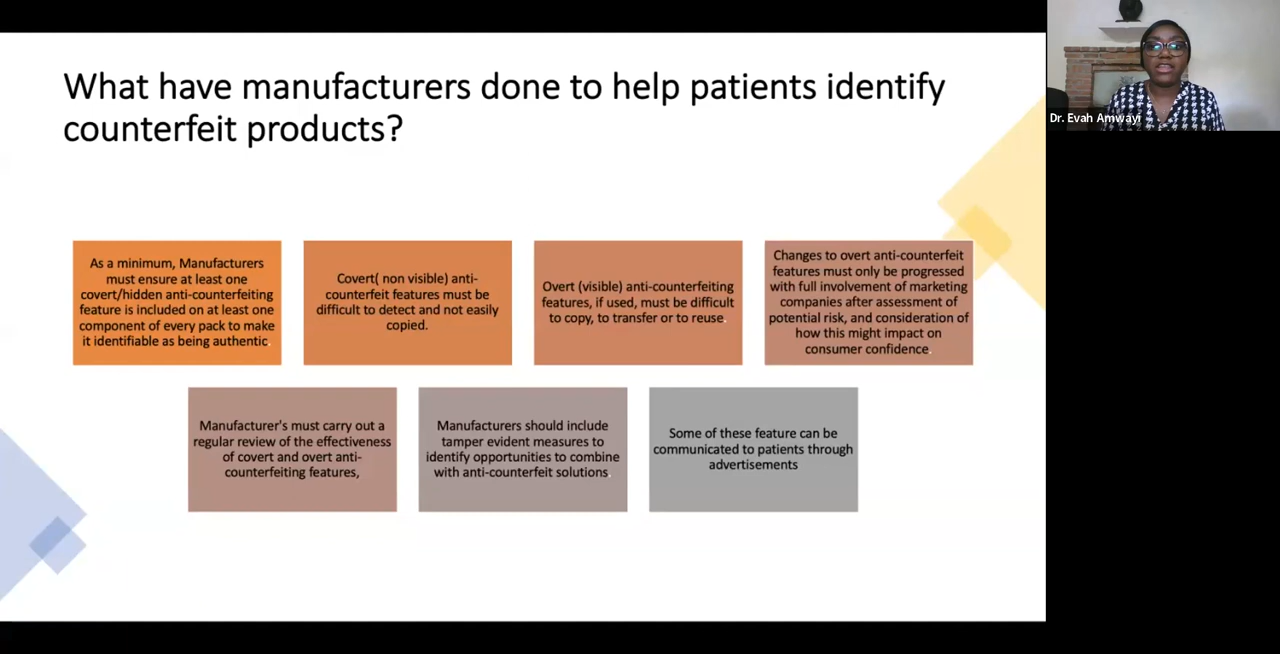 What have manufacturers done to help patients identify
counterfeit products?
Dr. Evah Amwayi
As a minimum, Manufacturers
must ensure at least one
covert/hidden anti-counterfeiting
feature is included on at least one
component of every pack to make
it identifiable as being authentic.
Covert( non visible) anti-
counterfeit features must be
difficult to detect and not easily
copied.
Overt (visible) anti-counterfeiting
features, if used, must be difficult
to copy, to transfer or to reuse.
Changes to overt anti-counterfeit
features must only be progressed
with full involvement of marketing
companies after assessment of
potential risk, and consideration of
how this might impact on
consumer confidence.
Manufacturer's must carry out a
regular review of the effectiveness
of covert and overt anti-
counterfeiting features,
Manufacturers should include
tamper evident measures to
identify opportunities to combine
with anti-counterfeit solutions.
Some of these feature can be
communicated to patients through
advertisements